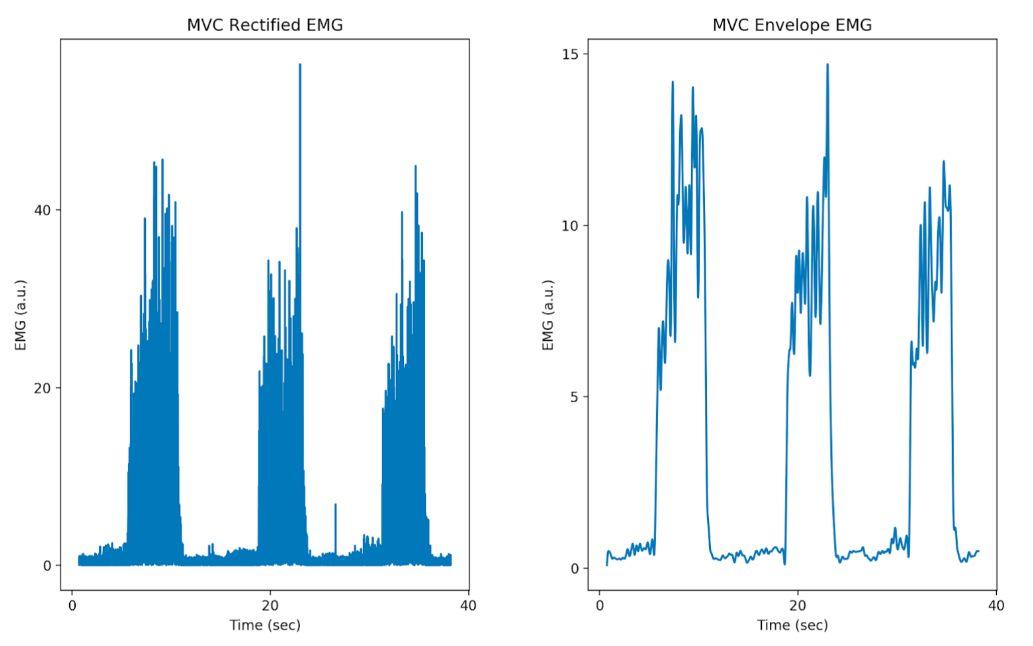 MVC Rectified EMG
EMG (a.u.)
40
20
0
0 20 40
Time (sec)
MVC Envelope EMG
EMG (a.u.)
15
10
5
0
0 20 40
Time (sec)